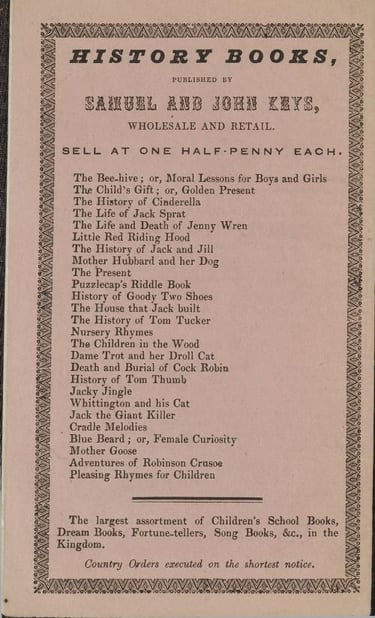 HISTORY BOOKS,
PUBLISHED BY
SAMUEL AND JOHN KEYS,
WHOLESALE AND RETAIL.
SELL AT ONE HALF-PENNY EACH.
The Bee-hive; or, Moral Lessons for Boys and Girls
The Child's Gift; or, Golden Present
The History of Cinderella
The Life of Jack Sprat
The Life and Death of Jenny Wren
Little Red Riding Hood
The History of Jack and Jill
Mother Hubbard and her Dog
The Present
Puzzlecap's Riddle Book
History of Goody Two Shoes
The House that Jack built
The History of Tom Tucker
Nursery Rhymes
The Children in the Wood
Dame Trot and her Droll Cat
Death and Burial of Cock Robin
History of Tom Thumb
Jacky Jingle
Whittington and his Cat
Jack the Giant Killer
Cradle Melodies
Blue Beard; or, Female Curiosity
Mother Goose
Adventures of Robinson Crusoe
Pleasing Rhymes for Children
The largest assortment of Children's School Books,
Dream Books, Fortune-tellers, Song Books, &c., in the
Kingdom.
Country Orders executed on the shortest notice.